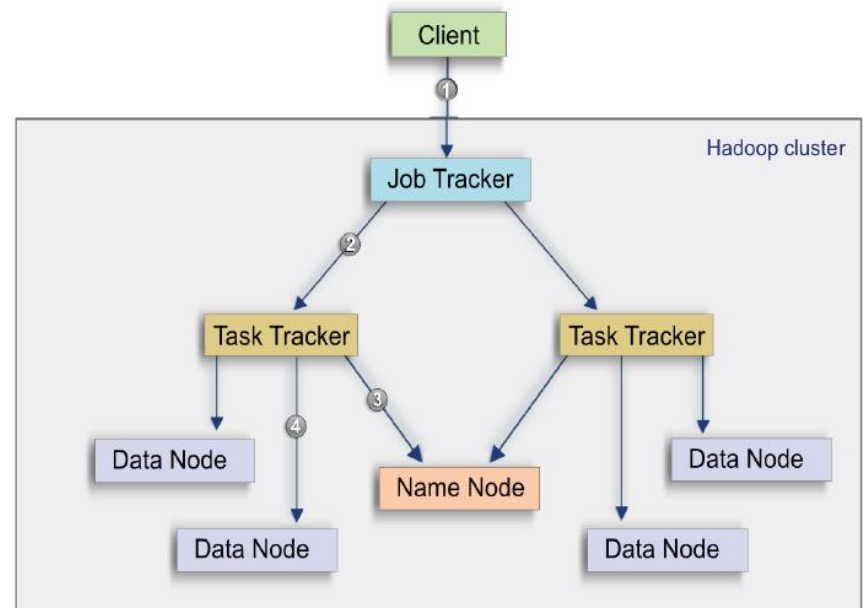 Client
1
Hadoop cluster
Job Tracker
2
Task Tracker
Task Tracker
3
4
Data Node
Data Node
Name Node
Data Node
Data Node